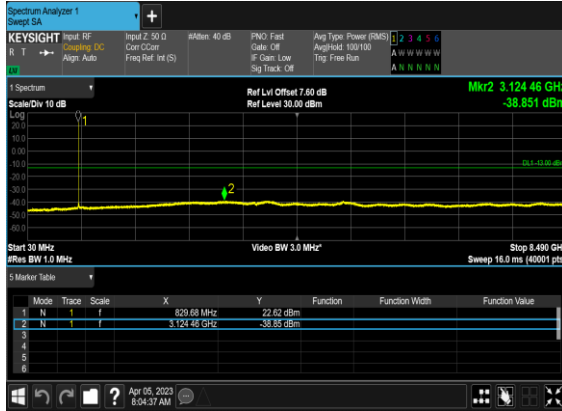 Spectrum Analyzer 1
Swept SA
+
KEYSIGHT
R T
Input: RF
Coupling: DC
Align: Auto
Input Z: 50 Ω
Corr CCorr
Freq Ref: Int (S)
#Atten: 40 dB
PNO: Fast
Gate: Off
IF Gain: Low
Sig Track: Off
Avg Type: Power (RMS)
Avg|Hold: 100/100
Trig: Free Run
1 2 3 4 5 6
A W W W W W
A N N N N N
1 Spectrum
Scale/Div 10 dB
Ref Lvl Offset 7.60 dB
Ref Level 30.00 dBm
Mkr2 3.124 46 GHz
-38.851 dBm
Log
20.0
10.0
0.00
-10.0
-20.0
-30.0
-40.0
-50.0
-60.0
1
2
DL1 -13.00 dBm
Start 30 MHz
#Res BW 1.0 MHz
Video BW 3.0 MHz*
Stop 8.490 GHz
Sweep 16.0 ms (40001 pts)
5 Marker Table
Mode Trace Scale X Y Function Function Width Function Value
1 N 1 f 829.68 MHz 22.62 dBm
2 N 1 f 3.124 46 GHz -38.85 dBm
3
4
5
6
?
Apr 05, 2023
8:04:37 AM